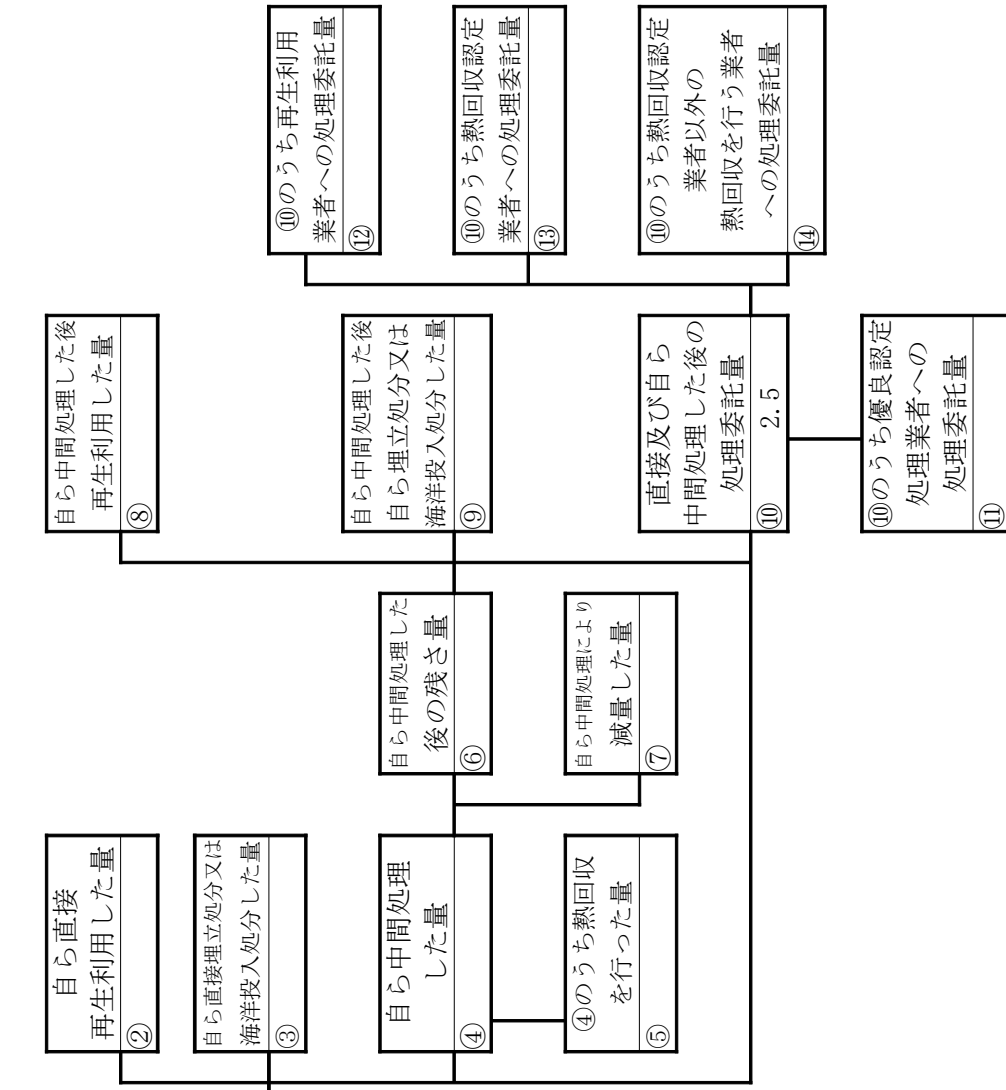 自ら直接
再生利用した量
②
自ら直接埋立処分又は
海洋投入処分した量
③
自ら中間処理
した量
④
④のうち熱回収
を行った量
⑤
自ら中間処理した
後の残さ量
⑥
自ら中間処理により
減量した量
⑦
自ら中間処理した後
再生利用した量
⑧
自ら中間処理した後
自ら埋立処分又は
海洋投入処分した量
⑨
直接及び自ら
中間処理した後の
処理委託量
⑩ 2.5
⑩のうち優良認定
処理業者への
処理委託量
⑪
⑩のうち再生利用
業者への処理委託量
⑫
⑩のうち熱回収認定
業者への処理委託量
⑬
⑩のうち熱回収認定
業者以外の
熱回収を行う業者
への処理委託量
⑭